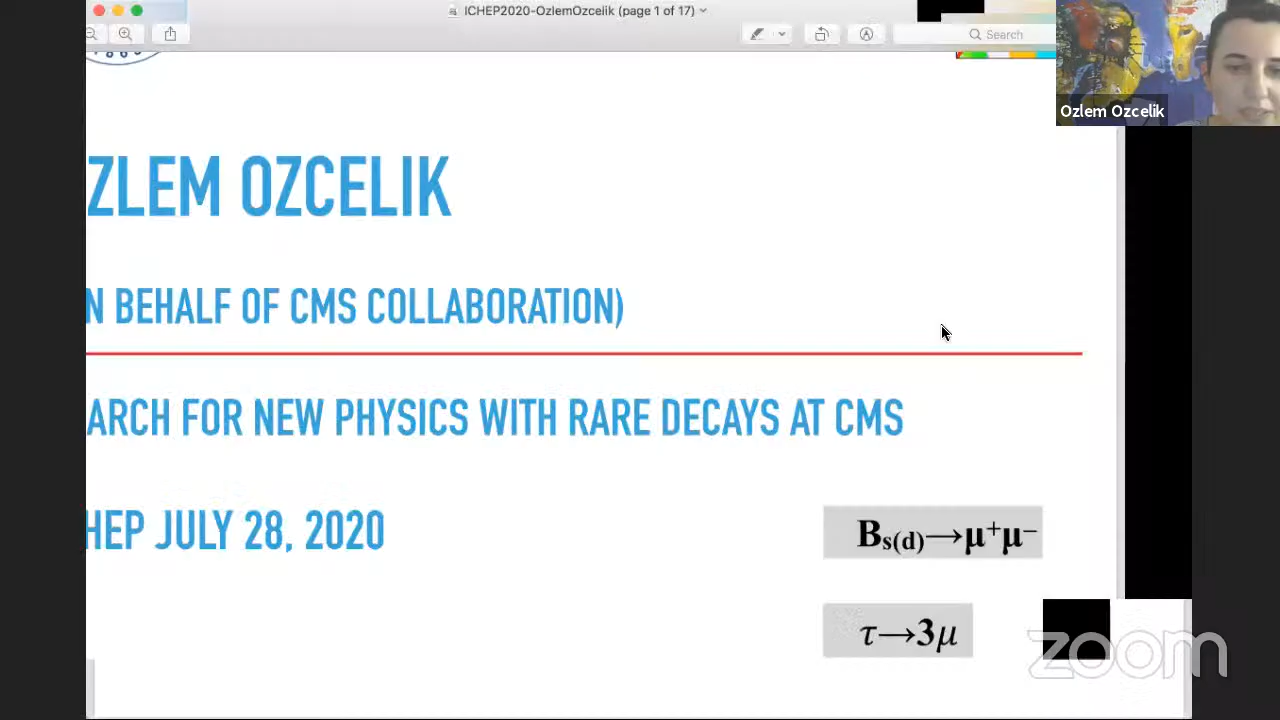 ICHEP2020-OzlemOzcelik (page 1 of 17)
Search
Ozlem Ozcelik
ZLEM OZCELIK
N BEHALF OF CMS COLLABORATION)
ARCH FOR NEW PHYSICS WITH RARE DECAYS AT CMS
HEP JULY 28, 2020
Bs(d)→μ+μ−
τ→3μ
zoom